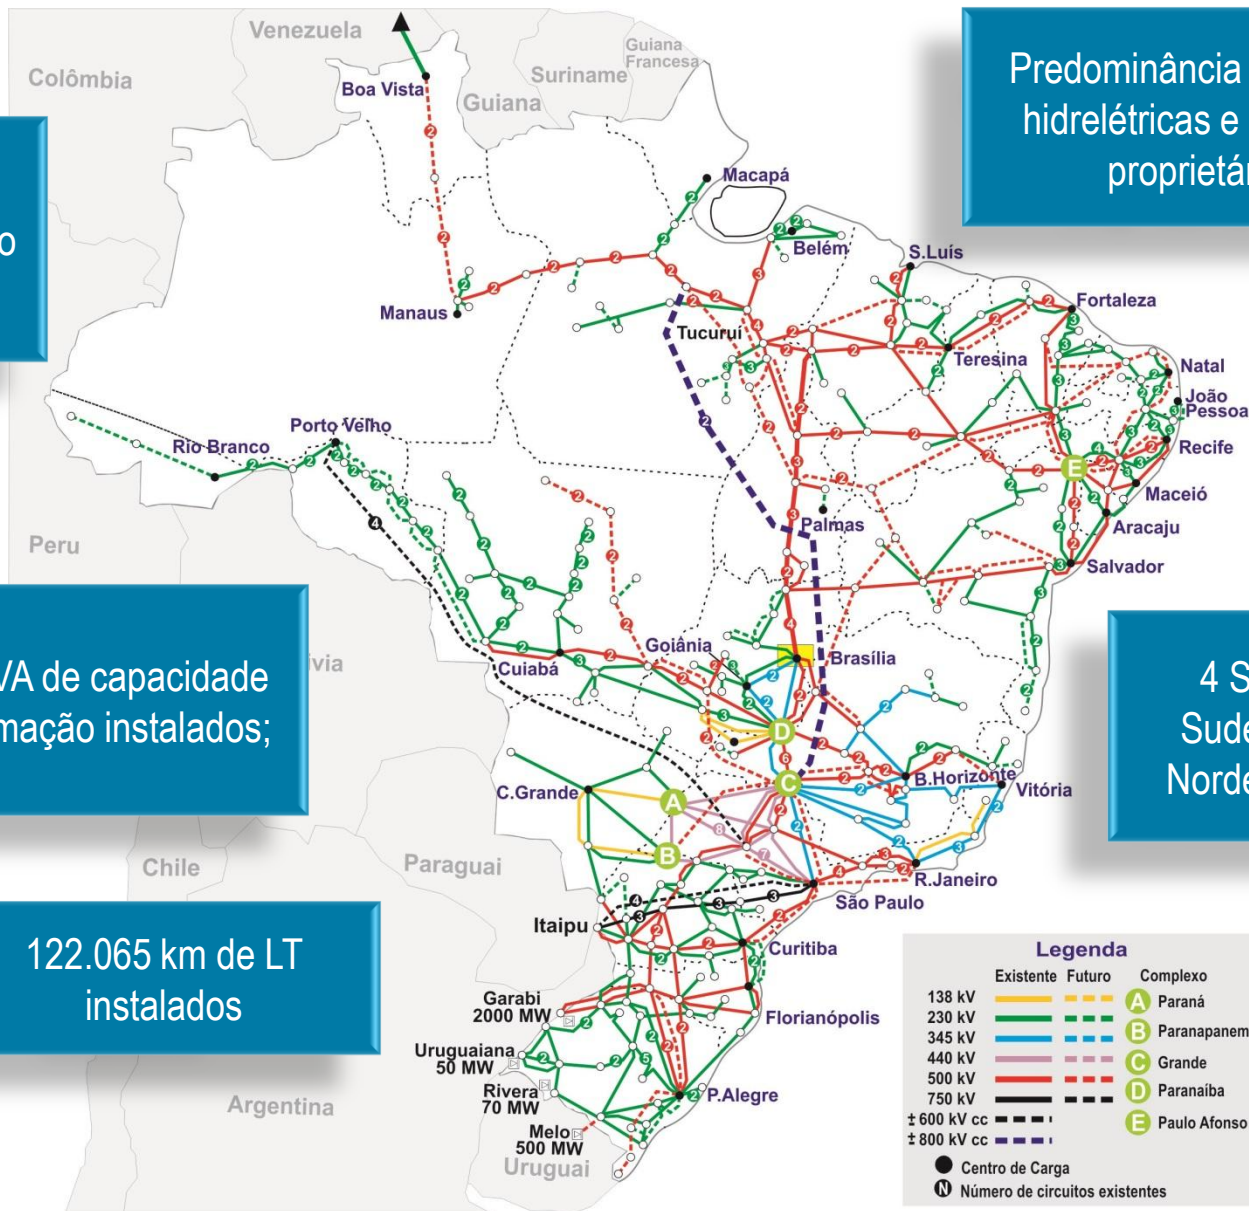 Venezuela
Colômbia
Guiana
Francesa
Suriname
Guiana
Boa Vista
Predominância
hidrelétricas e
Macapá
Belém
S.Luís
Manaus
Tucuruí
Fortaleza
Teresina
Natal
João
Pessoa
Recife
Porto Velho
Rio Branco
Maceió
Palmas
Aracaju
Peru
Salvador
Goiânia
Brasília
Cuiabá
VA de capacidade
mação instalados;
4 S
Sude
Norde
D
C
A
B
E
B.Horizonte
Vitória
C.Grande
Chile
Paraguai
R.Janeiro
São Paulo
Itaipu
122.065 km de LT
instalados
Curitiba
Garabi
2000 MW
Florianópolis
Uruguaiana
50 MW
Rivera
70 MW
P.Alegre
Argentina
Melo
500 MW
Uruguai
Legenda
Existente Futuro Complexo
138 kV A Paraná
230 kV B Paranapanem
345 kV C Grande
440 kV D Paranaíba
500 kV E Paulo Afonso
750 kV
± 600 kV cc
± 800 kV cc
Centro de Carga
N Número de circuitos existentes